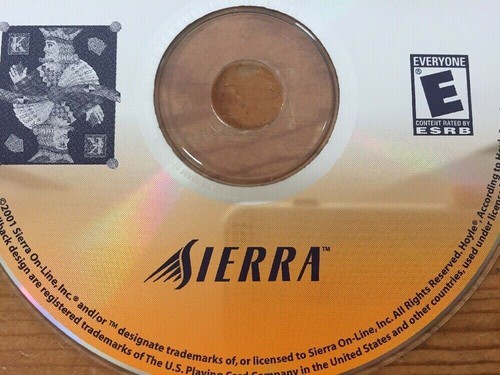 K
K
EVERYONE
E
®
CONTENT RATED BY
ESRB
SIERRA™
©2001 Sierra On-Line, Inc.® and/or ™ designate trademarks of, or licensed to Sierra On-Line, Inc. All Rights Reserved. Hoyle® According to
back design are registered trademarks of The U.S. Playing Card Company in the United States and other countries, used under